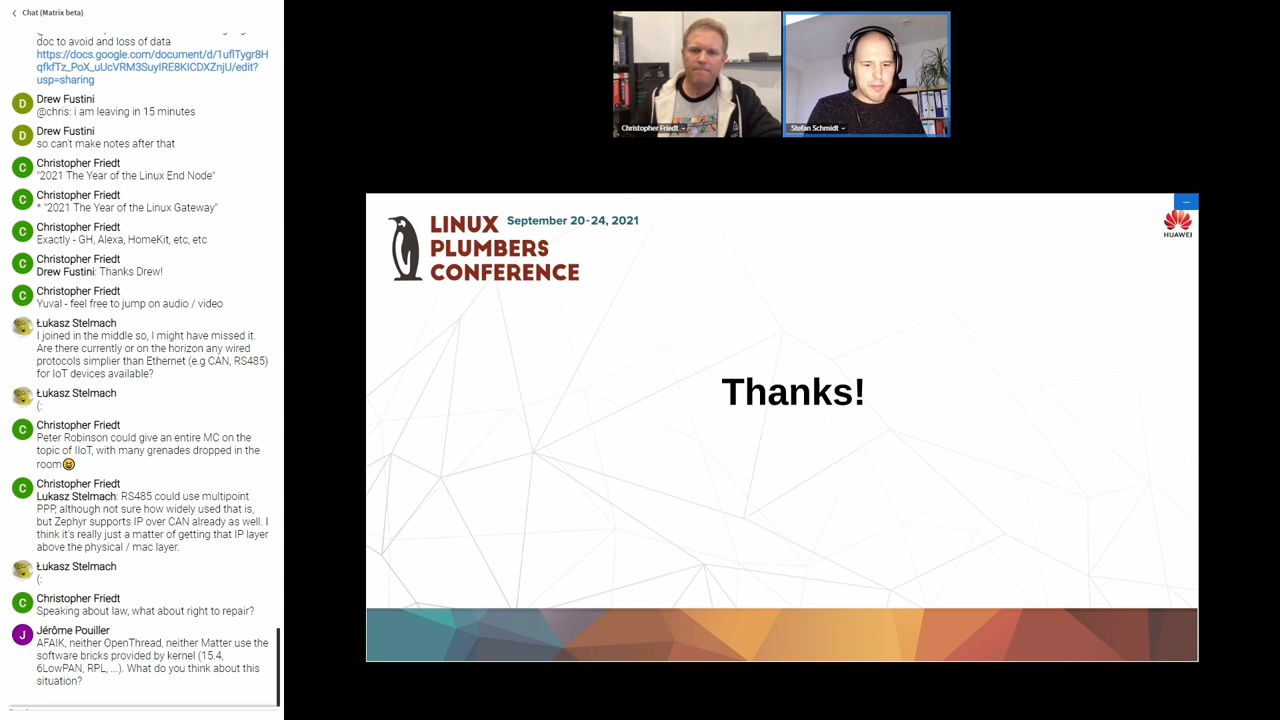 Chat (Matrix beta)
doc to avoid and loss of data
https://docs.google.com/document/d/1uflTygr8H
qfkfTz_PoX_uUcVRM3SuyIRE8KICDXZnjU/edit?
usp=sharing
Drew Fustini
@chris: i am leaving in 15 minutes
Drew Fustini
so can't make notes after that
Christopher Friedt
"2021 The Year of the Linux End Node"
Christopher Friedt
* "2021 The Year of the Linux Gateway"
Christopher Friedt
Exactly - GH, Alexa, HomeKit, etc, etc
Christopher Friedt
Drew Fustini: Thanks Drew!
Christopher Friedt
Yuval - feel free to jump on audio / video
Łukasz Stelmach
I joined in the middle so, I might have missed it.
Are there currently or on the horizon any wired
protocols simplier than Ethernet (e.g CAN, RS485)
for IoT devices available?
Łukasz Stelmach
(:
Christopher Friedt
Peter Robinson could give an entire MC on the
topic of IIoT, with many grenades dropped in the
room😄
Christopher Friedt
Łukasz Stelmach: RS485 could use multipoint
PPP, although not sure how widely used that is,
but Zephyr supports IP over CAN already as well. I
think it's really just a matter of getting that IP layer
above the physical / mac layer.
Łukasz Stelmach
(:
Christopher Friedt
Speaking about law, what about right to repair?
Jérôme Pouiller
AFAIK, neither OpenThread, neither Matter use the
software bricks provided by kernel (15.4,
6LowPAN, RPL, ...). What do you think about this
situation?
Christopher Friedt
Stefan Schmidt
LINUX
PLUMBERS
CONFERENCE
September 20-24, 2021
HUAWEI
Thanks!